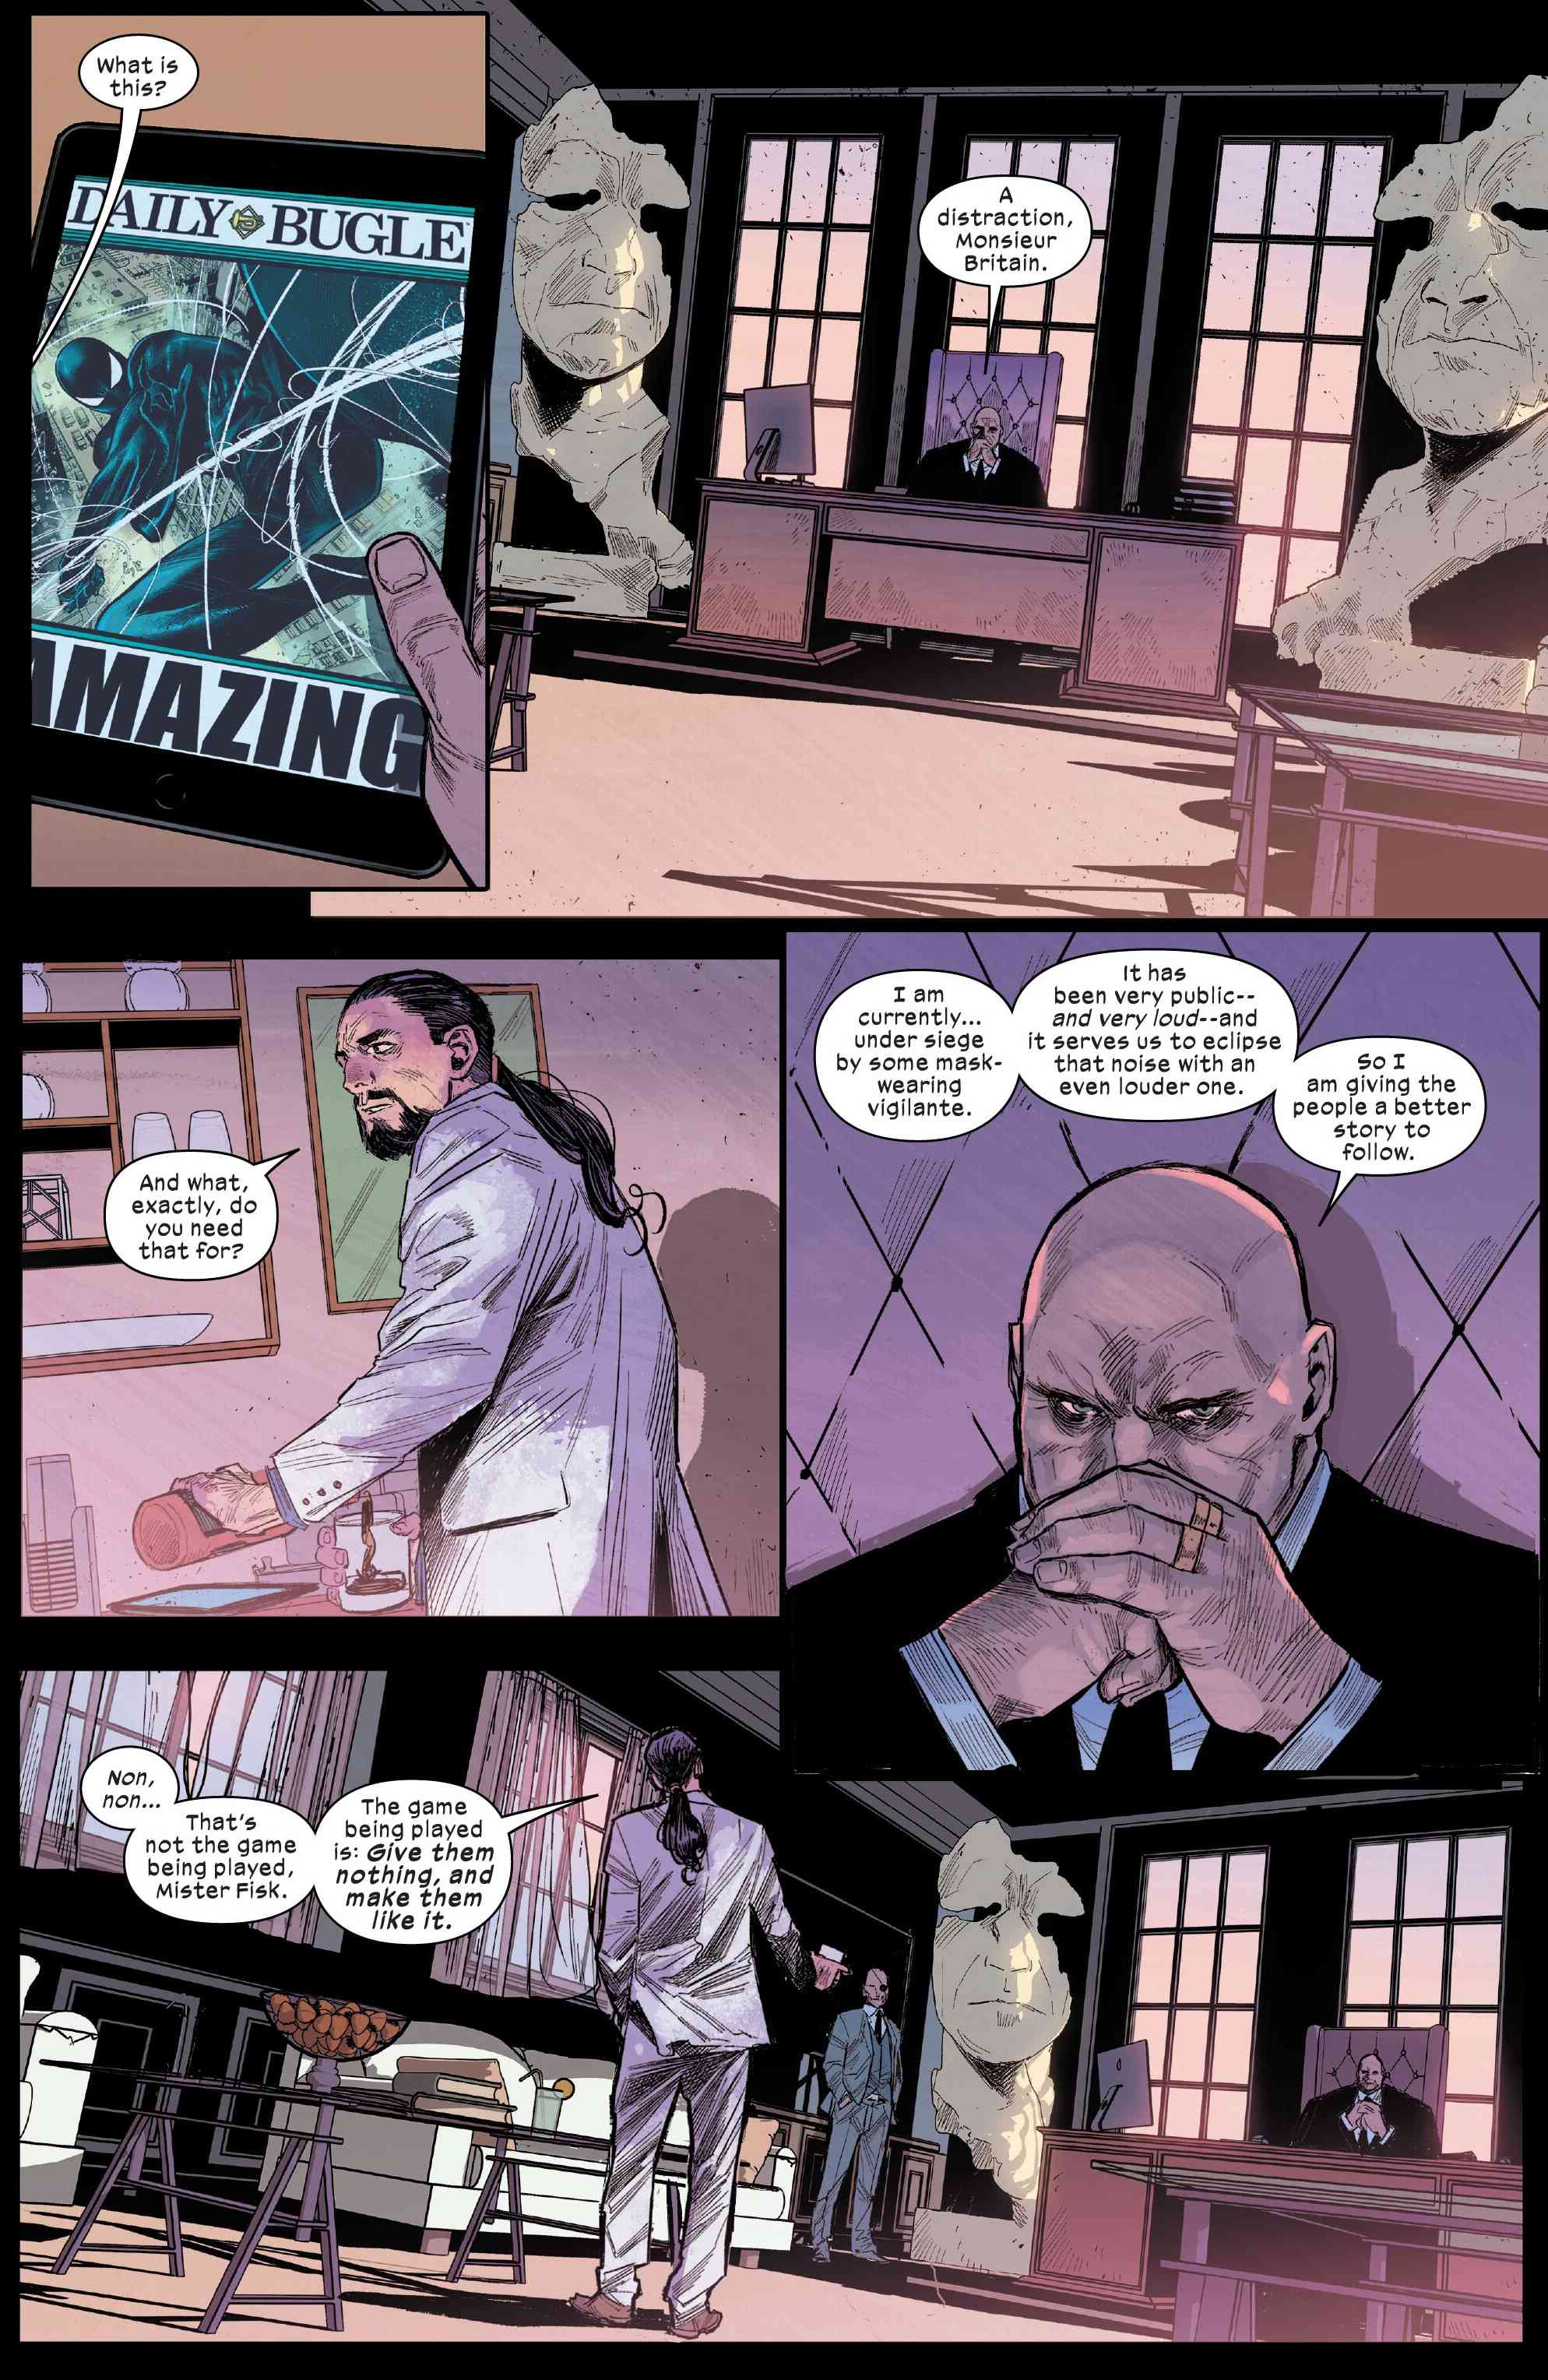 What is
this?
DAILY BUGLE
AMAZING
A
distraction,
Monsieur
Britain.
And what,
exactly, do
you need
that for?
I am
currently...
under siege
by some mask-
wearing
vigilante.
It has
been very public--
and very loud--and
it serves us to eclipse
that noise with an
even louder one.
So I
am giving the
people a better
story to
follow.
Non,
non...
That's
not the game
being played,
Mister Fisk.
The game
being played
is: Give them
nothing, and
make them
like it.